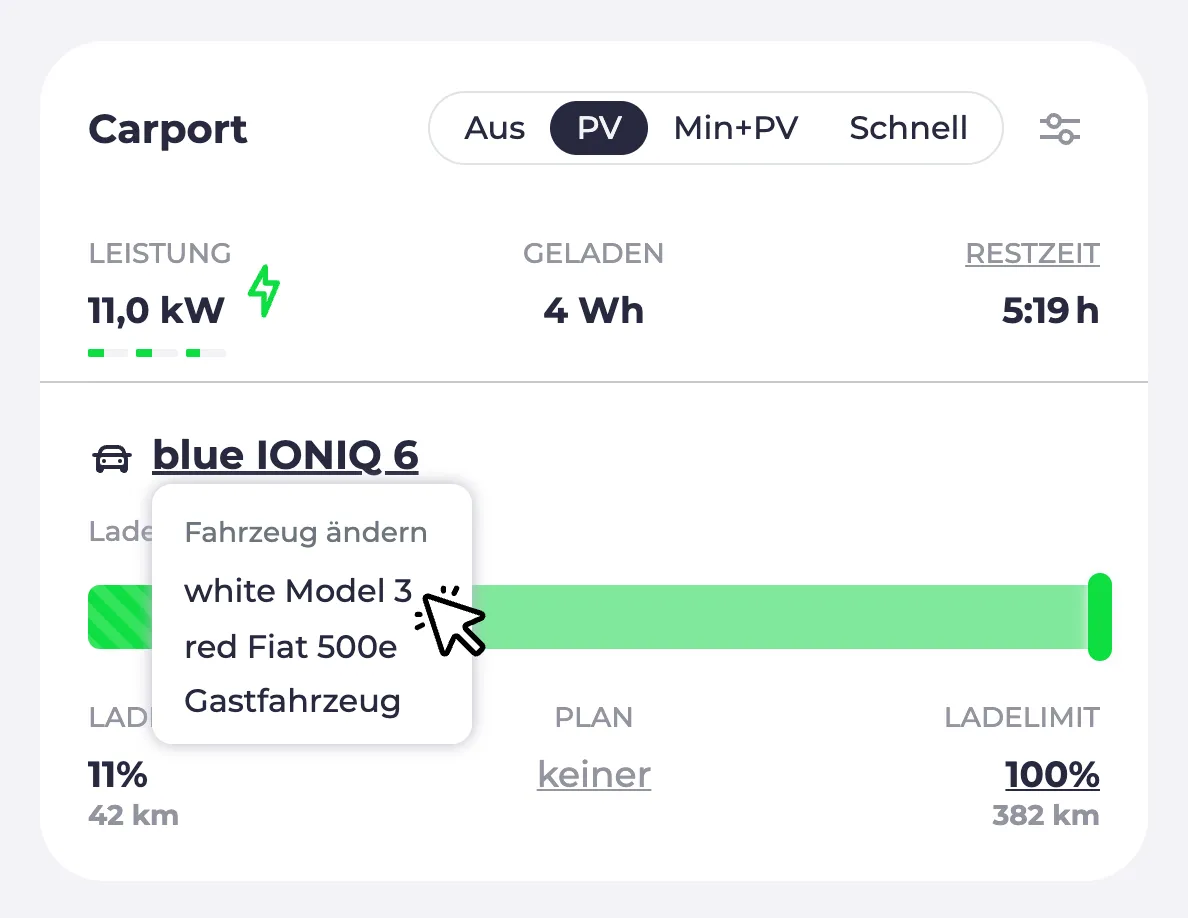 Carport
Aus PV Min+PV Schnell
LEISTUNG GELADEN RESTZEIT
11,0 kW 4 Wh 5:19 h
blue IONIQ 6
Lade
Fahrzeug ändern
white Model 3
red Fiat 500e
Gastfahrzeug
LADE PLAN LADELIMIT
11% keiner 100%
42 km 382 km